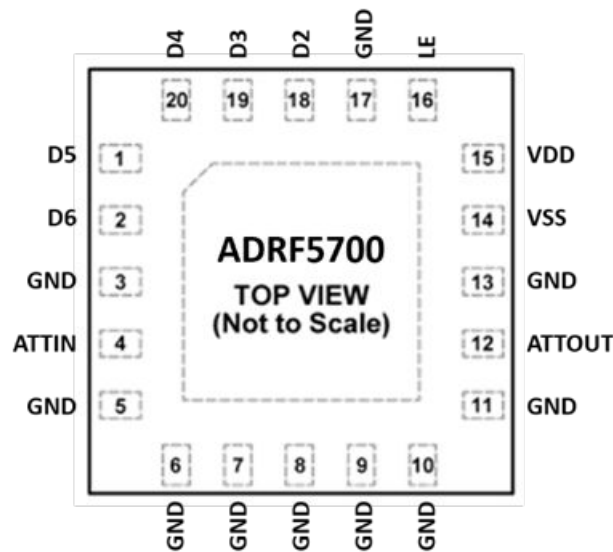 D4 D3 D2 GND LE
20 19 18 17 16
D5 1 15 VDD
D6 2 14 VSS
GND 3 13 GND
ATTIN 4 12 ATTOUT
GND 5 11 GND
ADRF5700
TOP VIEW
(Not to Scale)
6 7 8 9 10
GND GND GND GND GND